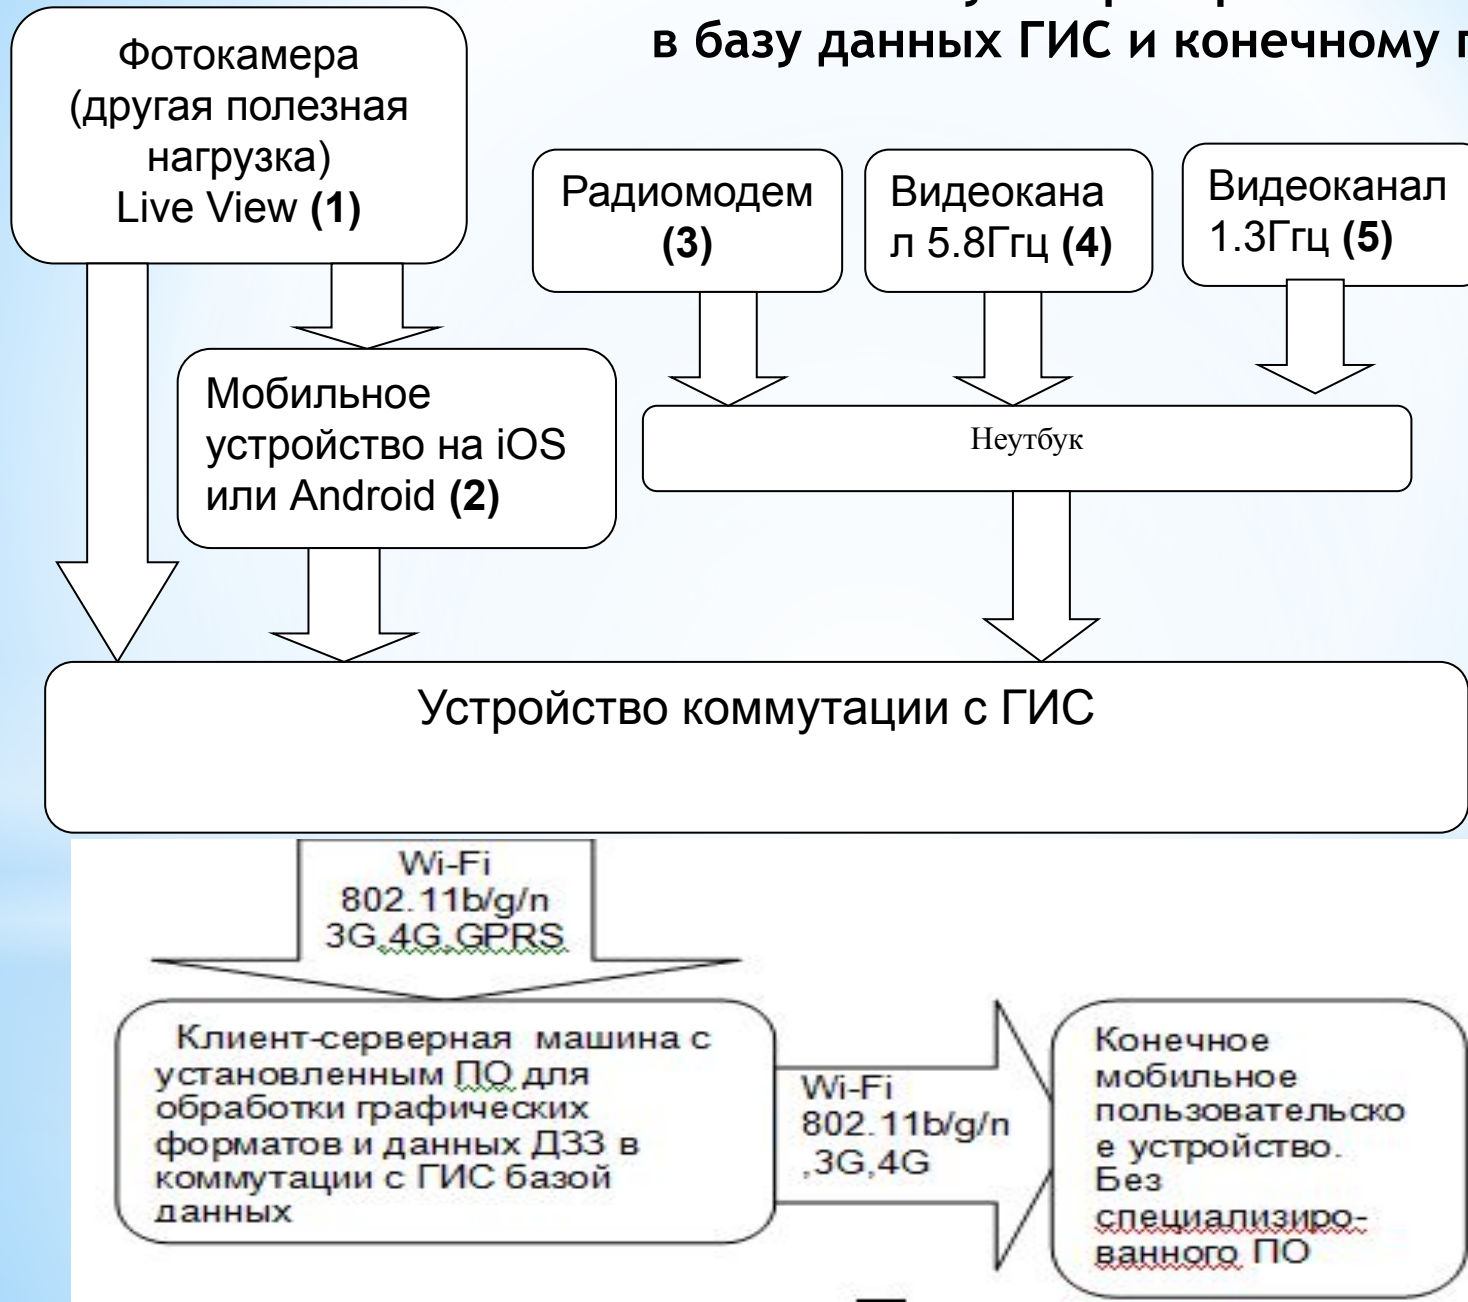 в базу данных ГИС и конечному
Фотокамера
(другая полезная
нагрузка)
Live View (1)
Радиомодем
(3)
Видеокана
л 5.8Ггц (4)
Видеоканал
1.3Ггц (5)
Мобильное
устройство на iOS
или Android (2)
Неутбук
Устройство коммутации с ГИС
Wi-Fi
802.11b/g/n
3G,4G,GPRS
Клиент-серверная машина с
установленным ПО для
обработки графических
форматов и данных ДЗЗ в
коммутации с ГИС базой
данных
Wi-Fi
802.11b/g/n
,3G,4G
Конечное
мобильное
пользовательско
е устройство.
Без
специализиро-
ванного ПО